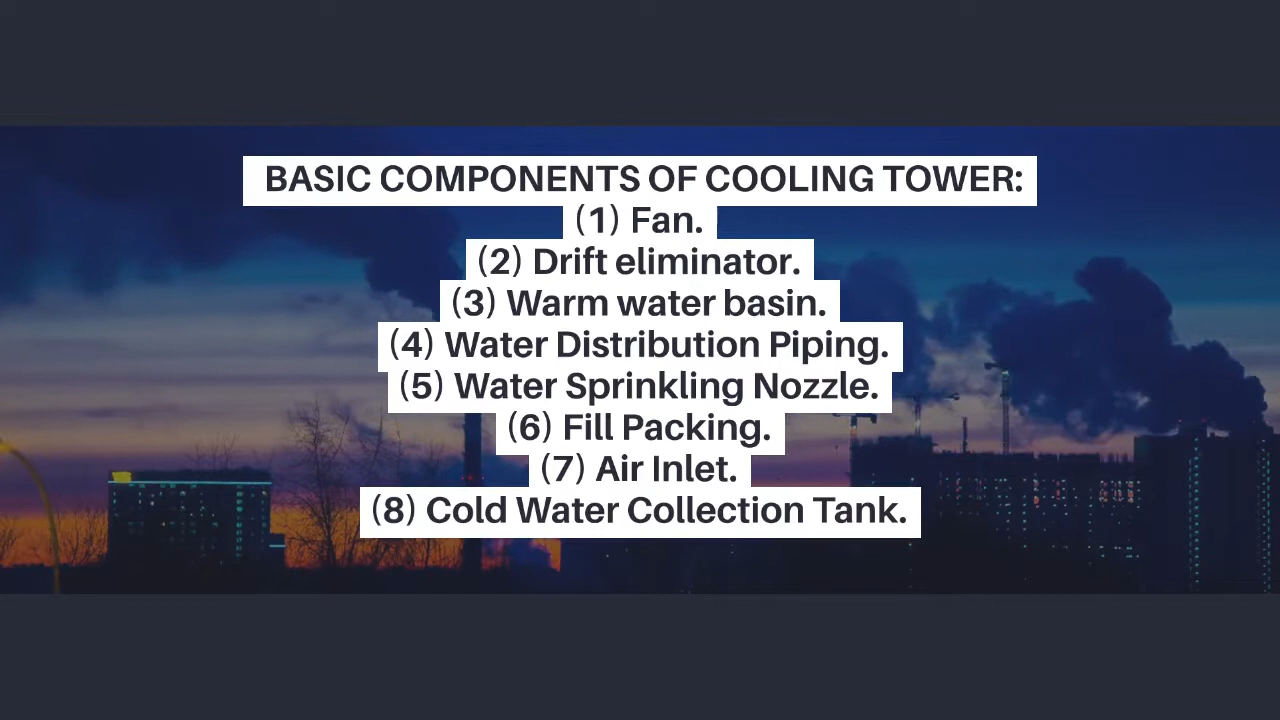 BASIC COMPONENTS OF COOLING TOWER:
(1) Fan.
(2) Drift eliminator.
(3) Warm water basin.
(4) Water Distribution Piping.
(5) Water Sprinkling Nozzle.
(6) Fill Packing.
(7) Air Inlet.
(8) Cold Water Collection Tank.